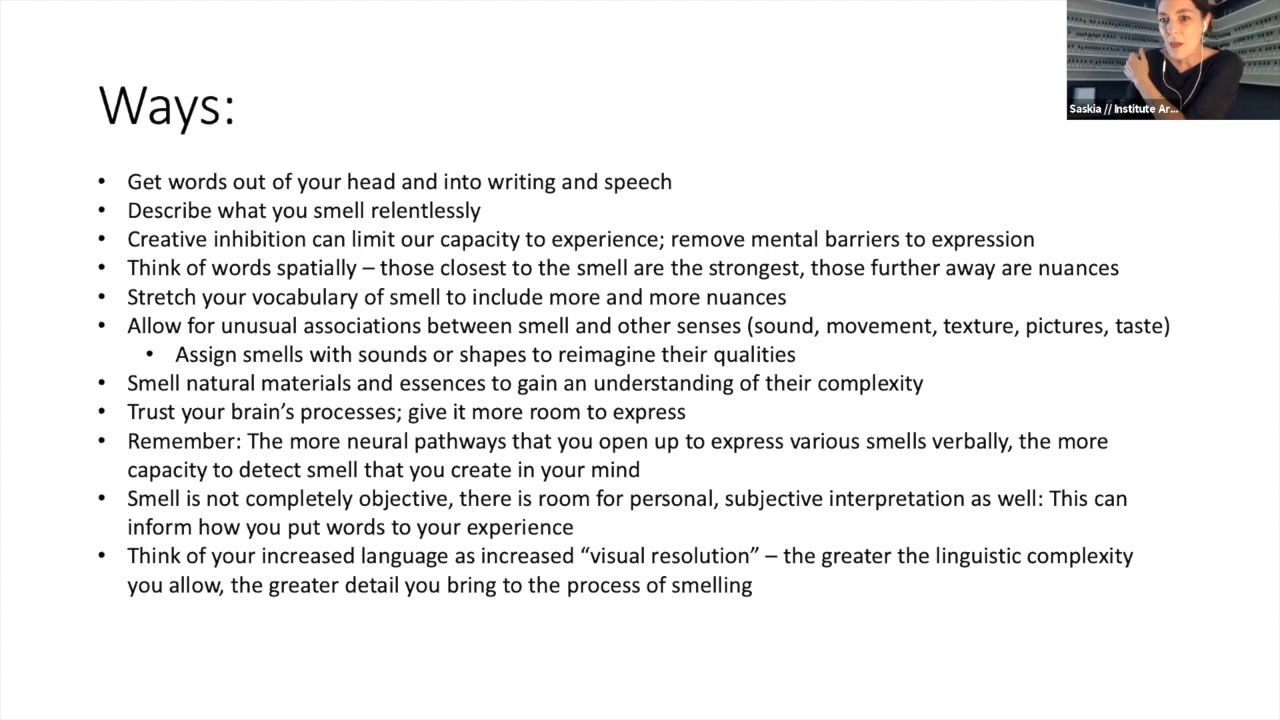 Ways:
Saskia // Institute Ar...
• Get words out of your head and into writing and speech
• Describe what you smell relentlessly
• Creative inhibition can limit our capacity to experience; remove mental barriers to expression
• Think of words spatially – those closest to the smell are the strongest, those further away are nuances
• Stretch your vocabulary of smell to include more and more nuances
• Allow for unusual associations between smell and other senses (sound, movement, texture, pictures, taste)
• Assign smells with sounds or shapes to reimagine their qualities
• Smell natural materials and essences to gain an understanding of their complexity
• Trust your brain’s processes; give it more room to express
• Remember: The more neural pathways that you open up to express various smells verbally, the more
capacity to detect smell that you create in your mind
• Smell is not completely objective, there is room for personal, subjective interpretation as well: This can
inform how you put words to your experience
• Think of your increased language as increased “visual resolution” – the greater the linguistic complexity
you allow, the greater detail you bring to the process of smelling